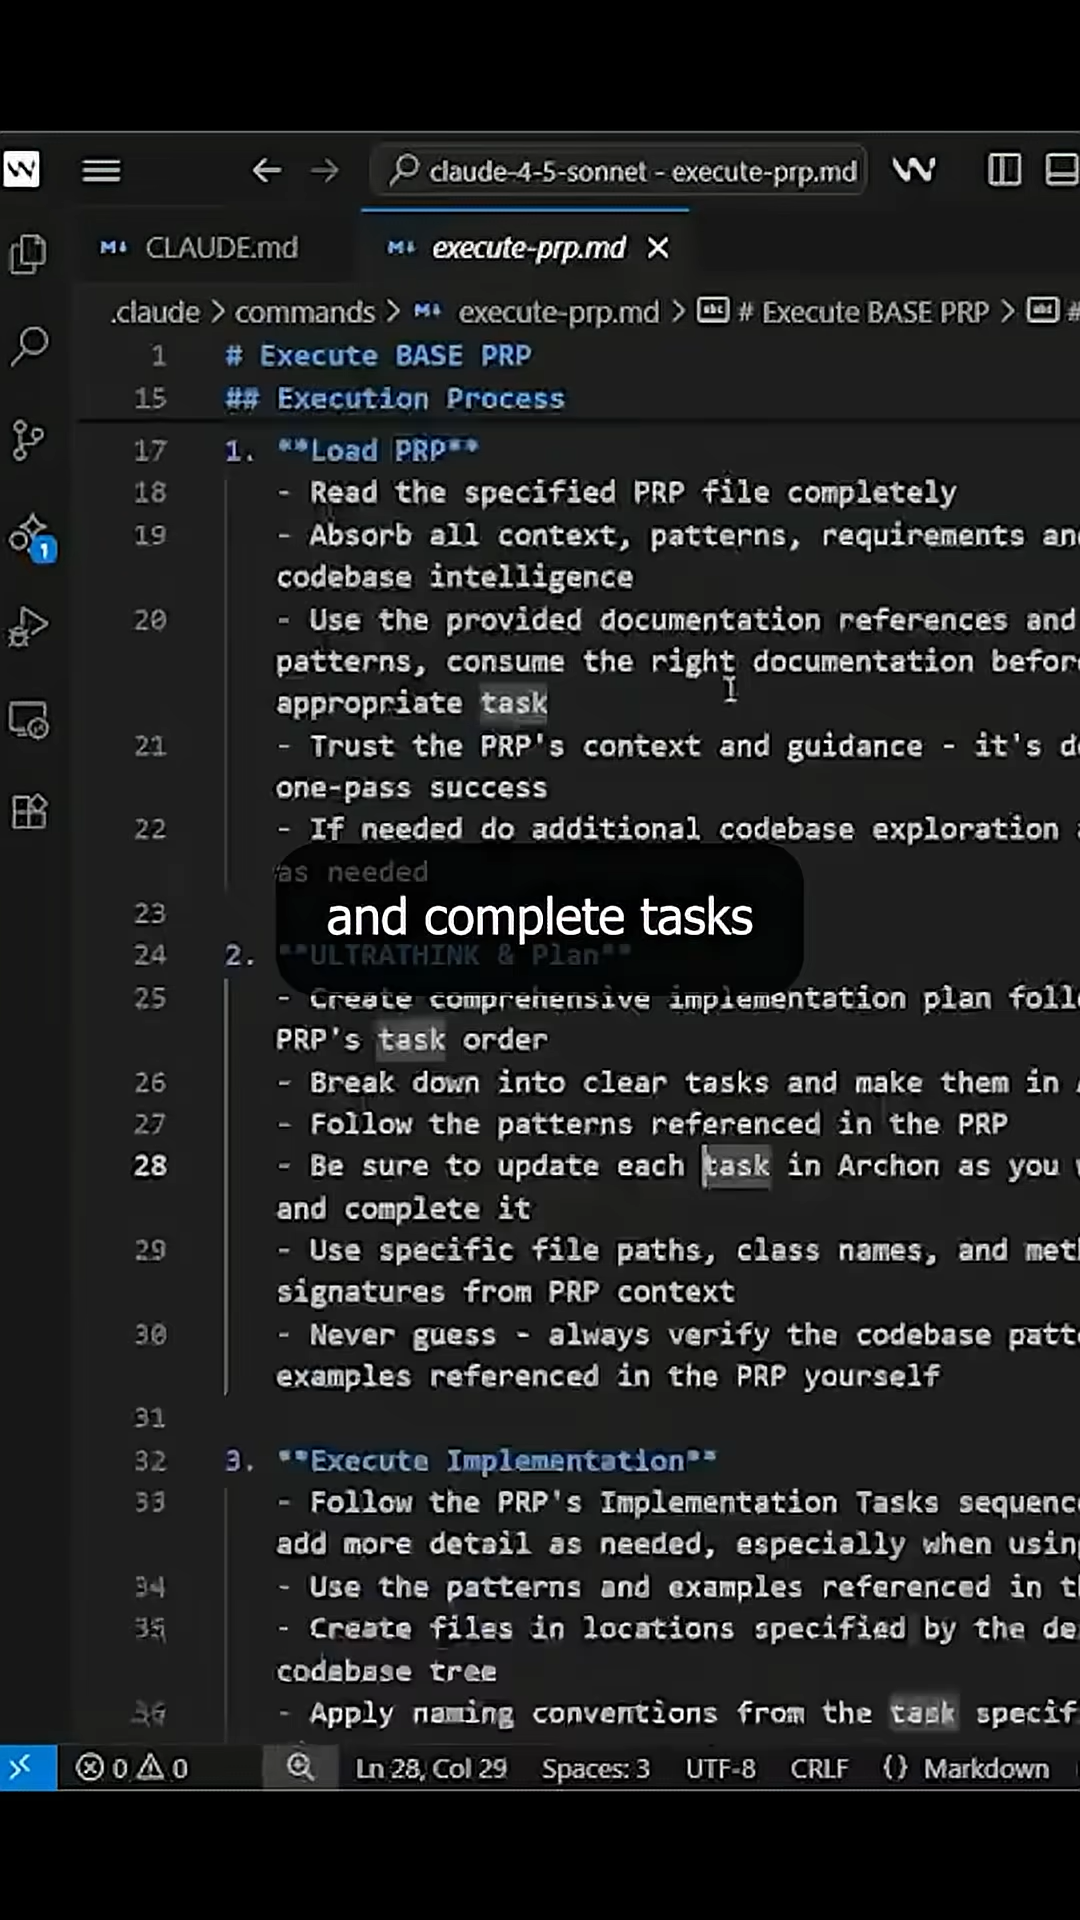 claude-4-5-sonnet - execute-prp.md
CLAUDE.md
execute-prp.md
.claude > commands > execute-prp.md > # Execute BASE PRP > #
1 # Execute BASE PRP
15 ## Execution Process
17 1. **Load PRP**
18 - Read the specified PRP file completely
19 - Absorb all context, patterns, requirements and
codebase intelligence
20 - Use the provided documentation references and
patterns, consume the right documentation before
appropriate task
21 - Trust the PRP's context and guidance - it's d
one-pass success
22 - If needed do additional codebase exploration
as needed
23
and complete tasks
24 2. **ULTRATHINK & Plan**
25 - Create comprehensive implementation plan foll
PRP's task order
26 - Break down into clear tasks and make them in
27 - Follow the patterns referenced in the PRP
28 - Be sure to update each task in Archon as you
and complete it
29 - Use specific file paths, class names, and met
signatures from PRP context
30 - Never guess - always verify the codebase patt
examples referenced in the PRP yourself
31
32 3. **Execute Implementation**
33 - Follow the PRP's Implementation Tasks sequenc
add more detail as needed, especially when using
34 - Use the patterns and examples referenced in th
35 - Create files in locations specified by the de
codebase tree
36 - Apply naming conventions from the task specif
1
0 0 Ln 28, Col 29 Spaces: 3 UTF-8 CRLF {} Markdown